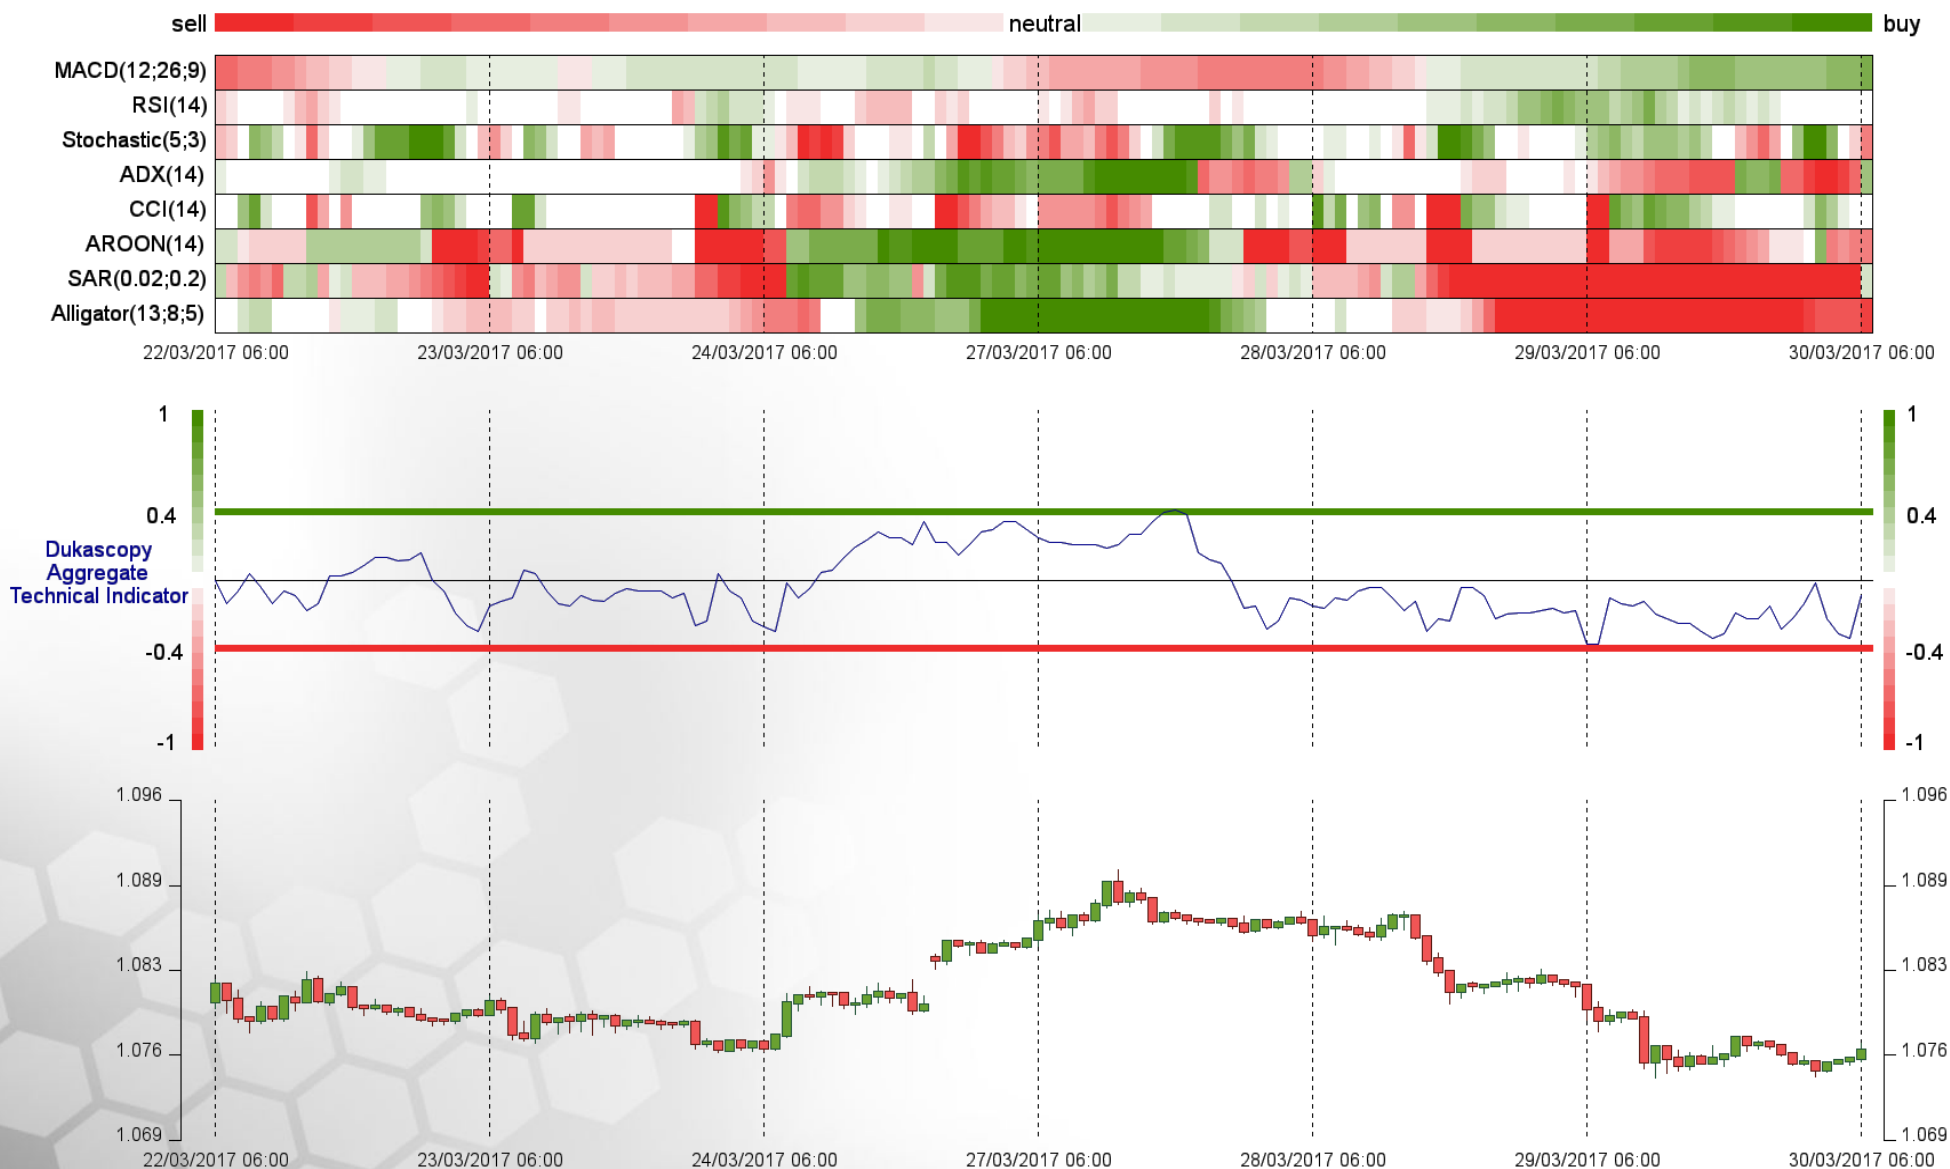 sell neutral buy
MACD(12;26;9)
RSI(14)
Stochastic(5;3)
ADX(14)
CCI(14)
AROON(14)
SAR(0.02;0.2)
Alligator(13;8;5)
22/03/2017 06:00 23/03/2017 06:00 24/03/2017 06:00 27/03/2017 06:00 28/03/2017 06:00 29/03/2017 06:00 30/03/2017 06:00
1 1
0.4 0.4
Dukascopy
Aggregate
Technical Indicator
-0.4 -0.4
-1 -1
1.096 1.096
1.089 1.089
1.083 1.083
1.076 1.076
1.069 1.069
22/03/2017 06:00 23/03/2017 06:00 24/03/2017 06:00 27/03/2017 06:00 28/03/2017 06:00 29/03/2017 06:00 30/03/2017 06:00